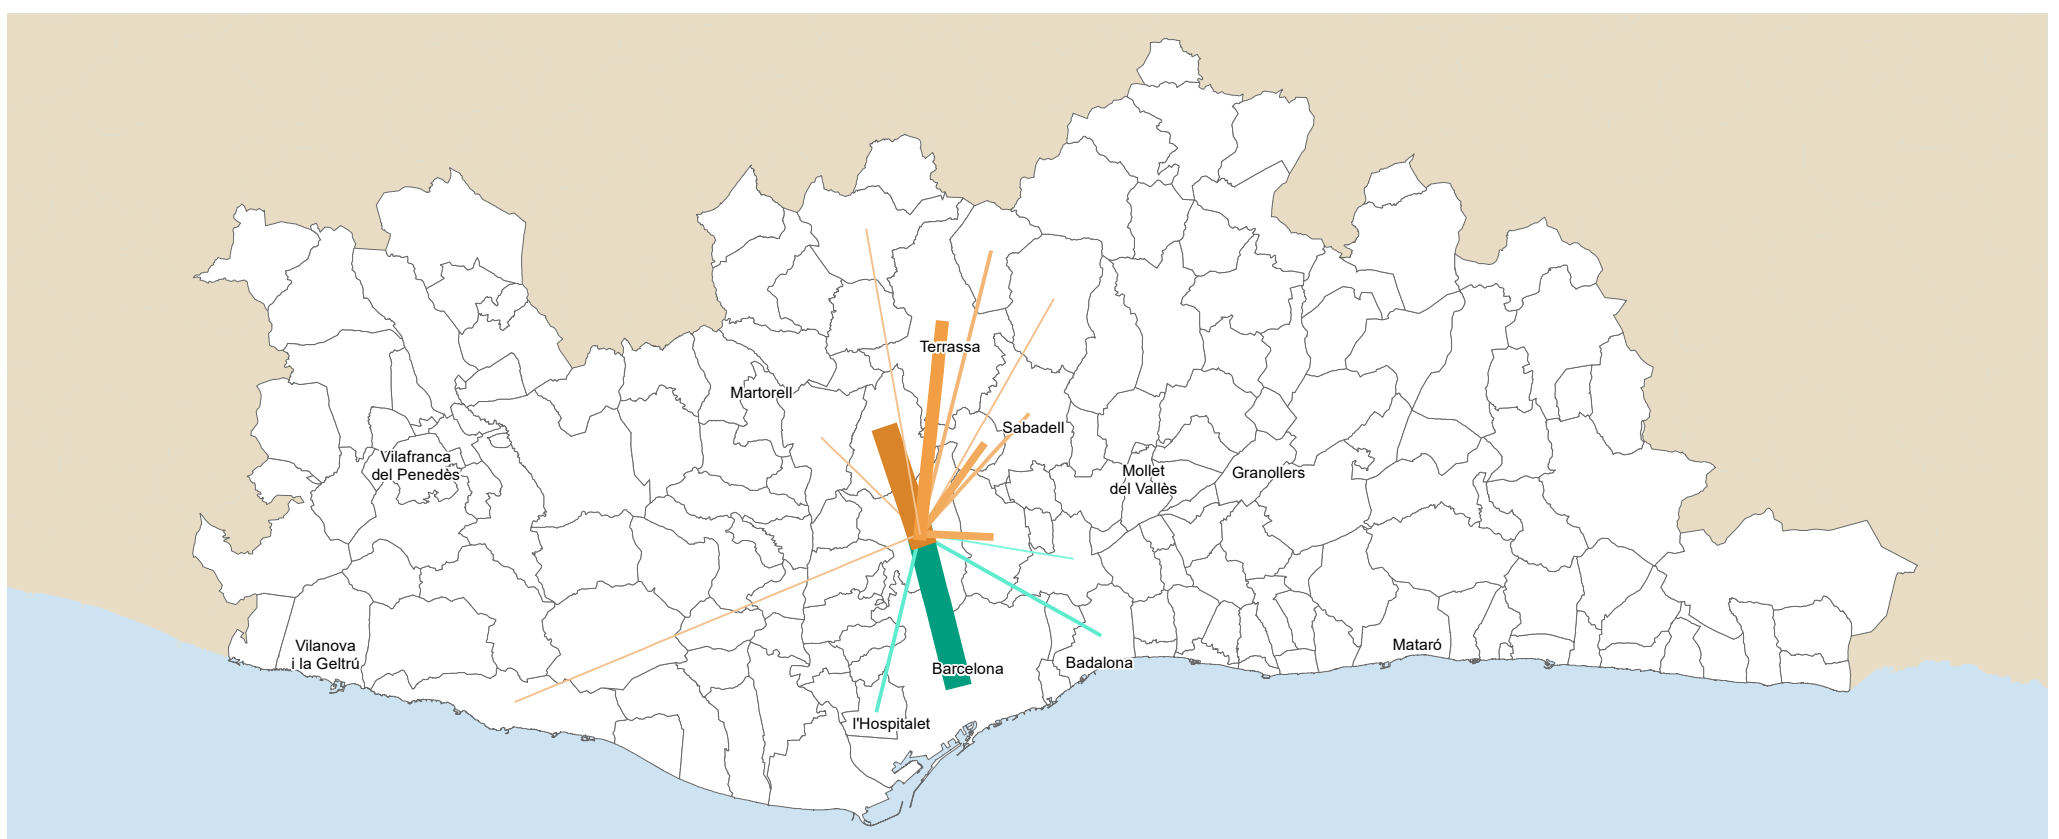 Terrassa
Martorell
Sabadell
Vilafranca
del Penedès
Mollet
del Vallès
Granollers
Vilanova
i la Geltrú
Barcelona
Badalona
Mataró
l'Hospitalet